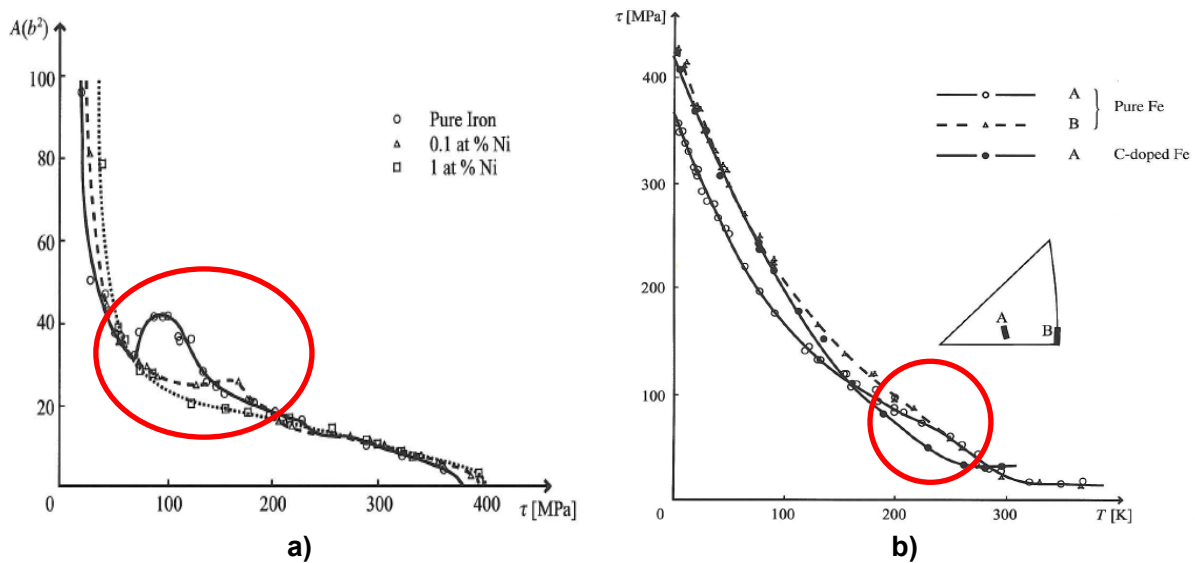 A(b²)
100
80
60
40
20
0
100
200
300
400
τ [MPa]
Pure Iron
0.1 at % Ni
1 at % Ni
a)
τ [MPa]
400
300
200
100
0
100
200
300
T [K]
A
B
Pure Fe
A C-doped Fe
A
B
b)